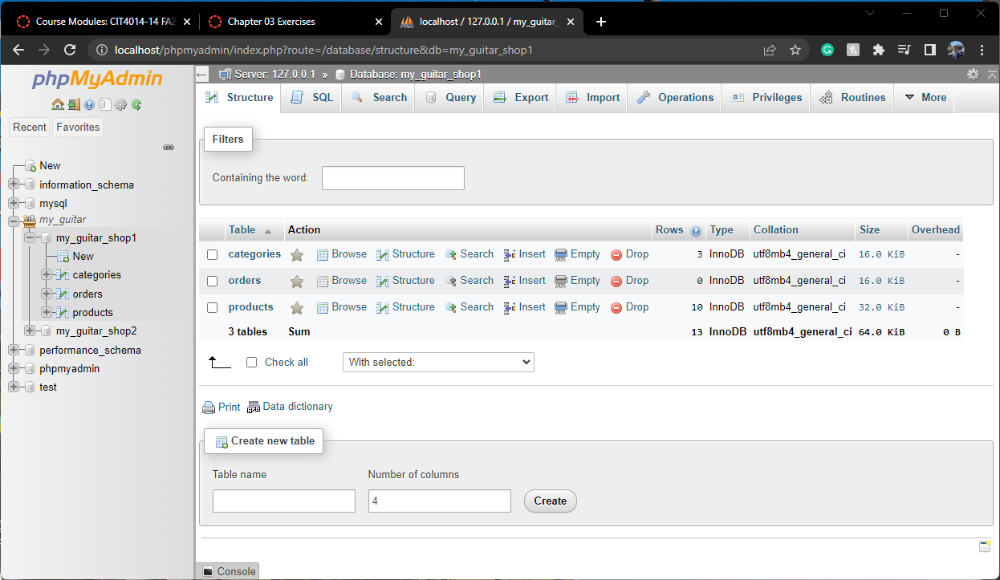 Course Modules: CIT4014-14 FA2
Chapter 03 Exercises
localhost / 127.0.0.1 / my_guitar_
localhost/phpmyadmin/index.php?route=/database/structure&db=my_guitar_shop1
phpMyAdmin
Recent Favorites
New
information_schema
mysql
my_guitar
my_guitar_shop1
New
categories
orders
products
my_guitar_shop2
performance_schema
phpmyadmin
test
Server: 127.0.0.1 » Database: my_guitar_shop1
Structure SQL Search Query Export Import Operations Privileges Routines More
Filters
Containing the word:
Table Action Rows Type Collation Size Overhead
categories Browse Structure Search Insert Empty Drop 3 InnoDB utf8mb4_general_ci 16.0 KiB -
orders Browse Structure Search Insert Empty Drop 0 InnoDB utf8mb4_general_ci 16.0 KiB -
products Browse Structure Search Insert Empty Drop 10 InnoDB utf8mb4_general_ci 32.0 KiB -
3 tables Sum 13 InnoDB utf8mb4_general_ci 64.0 KiB 0 B
Check all With selected:
Print Data dictionary
Create new table
Table name Number of columns
4 Create
Console